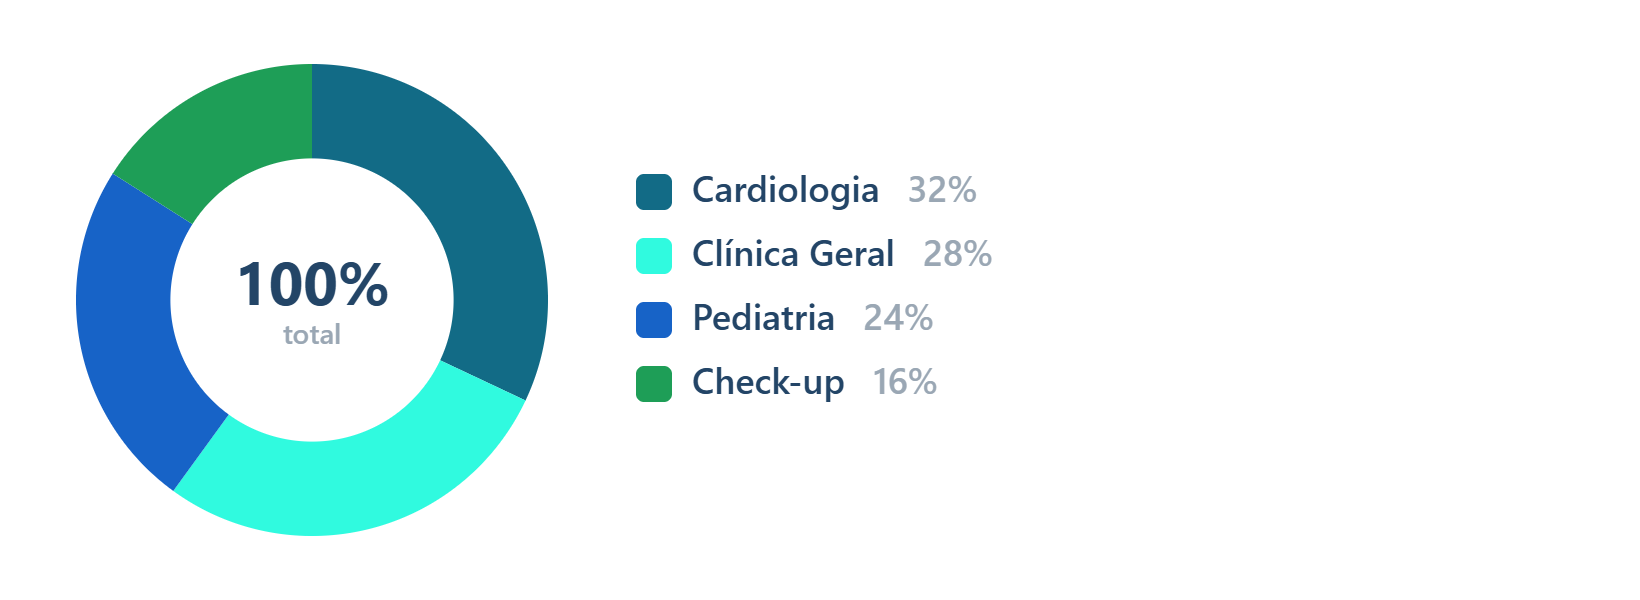 100%
total
Cardiologia 32%
Clínica Geral 28%
Pediatria 24%
Check-up 16%